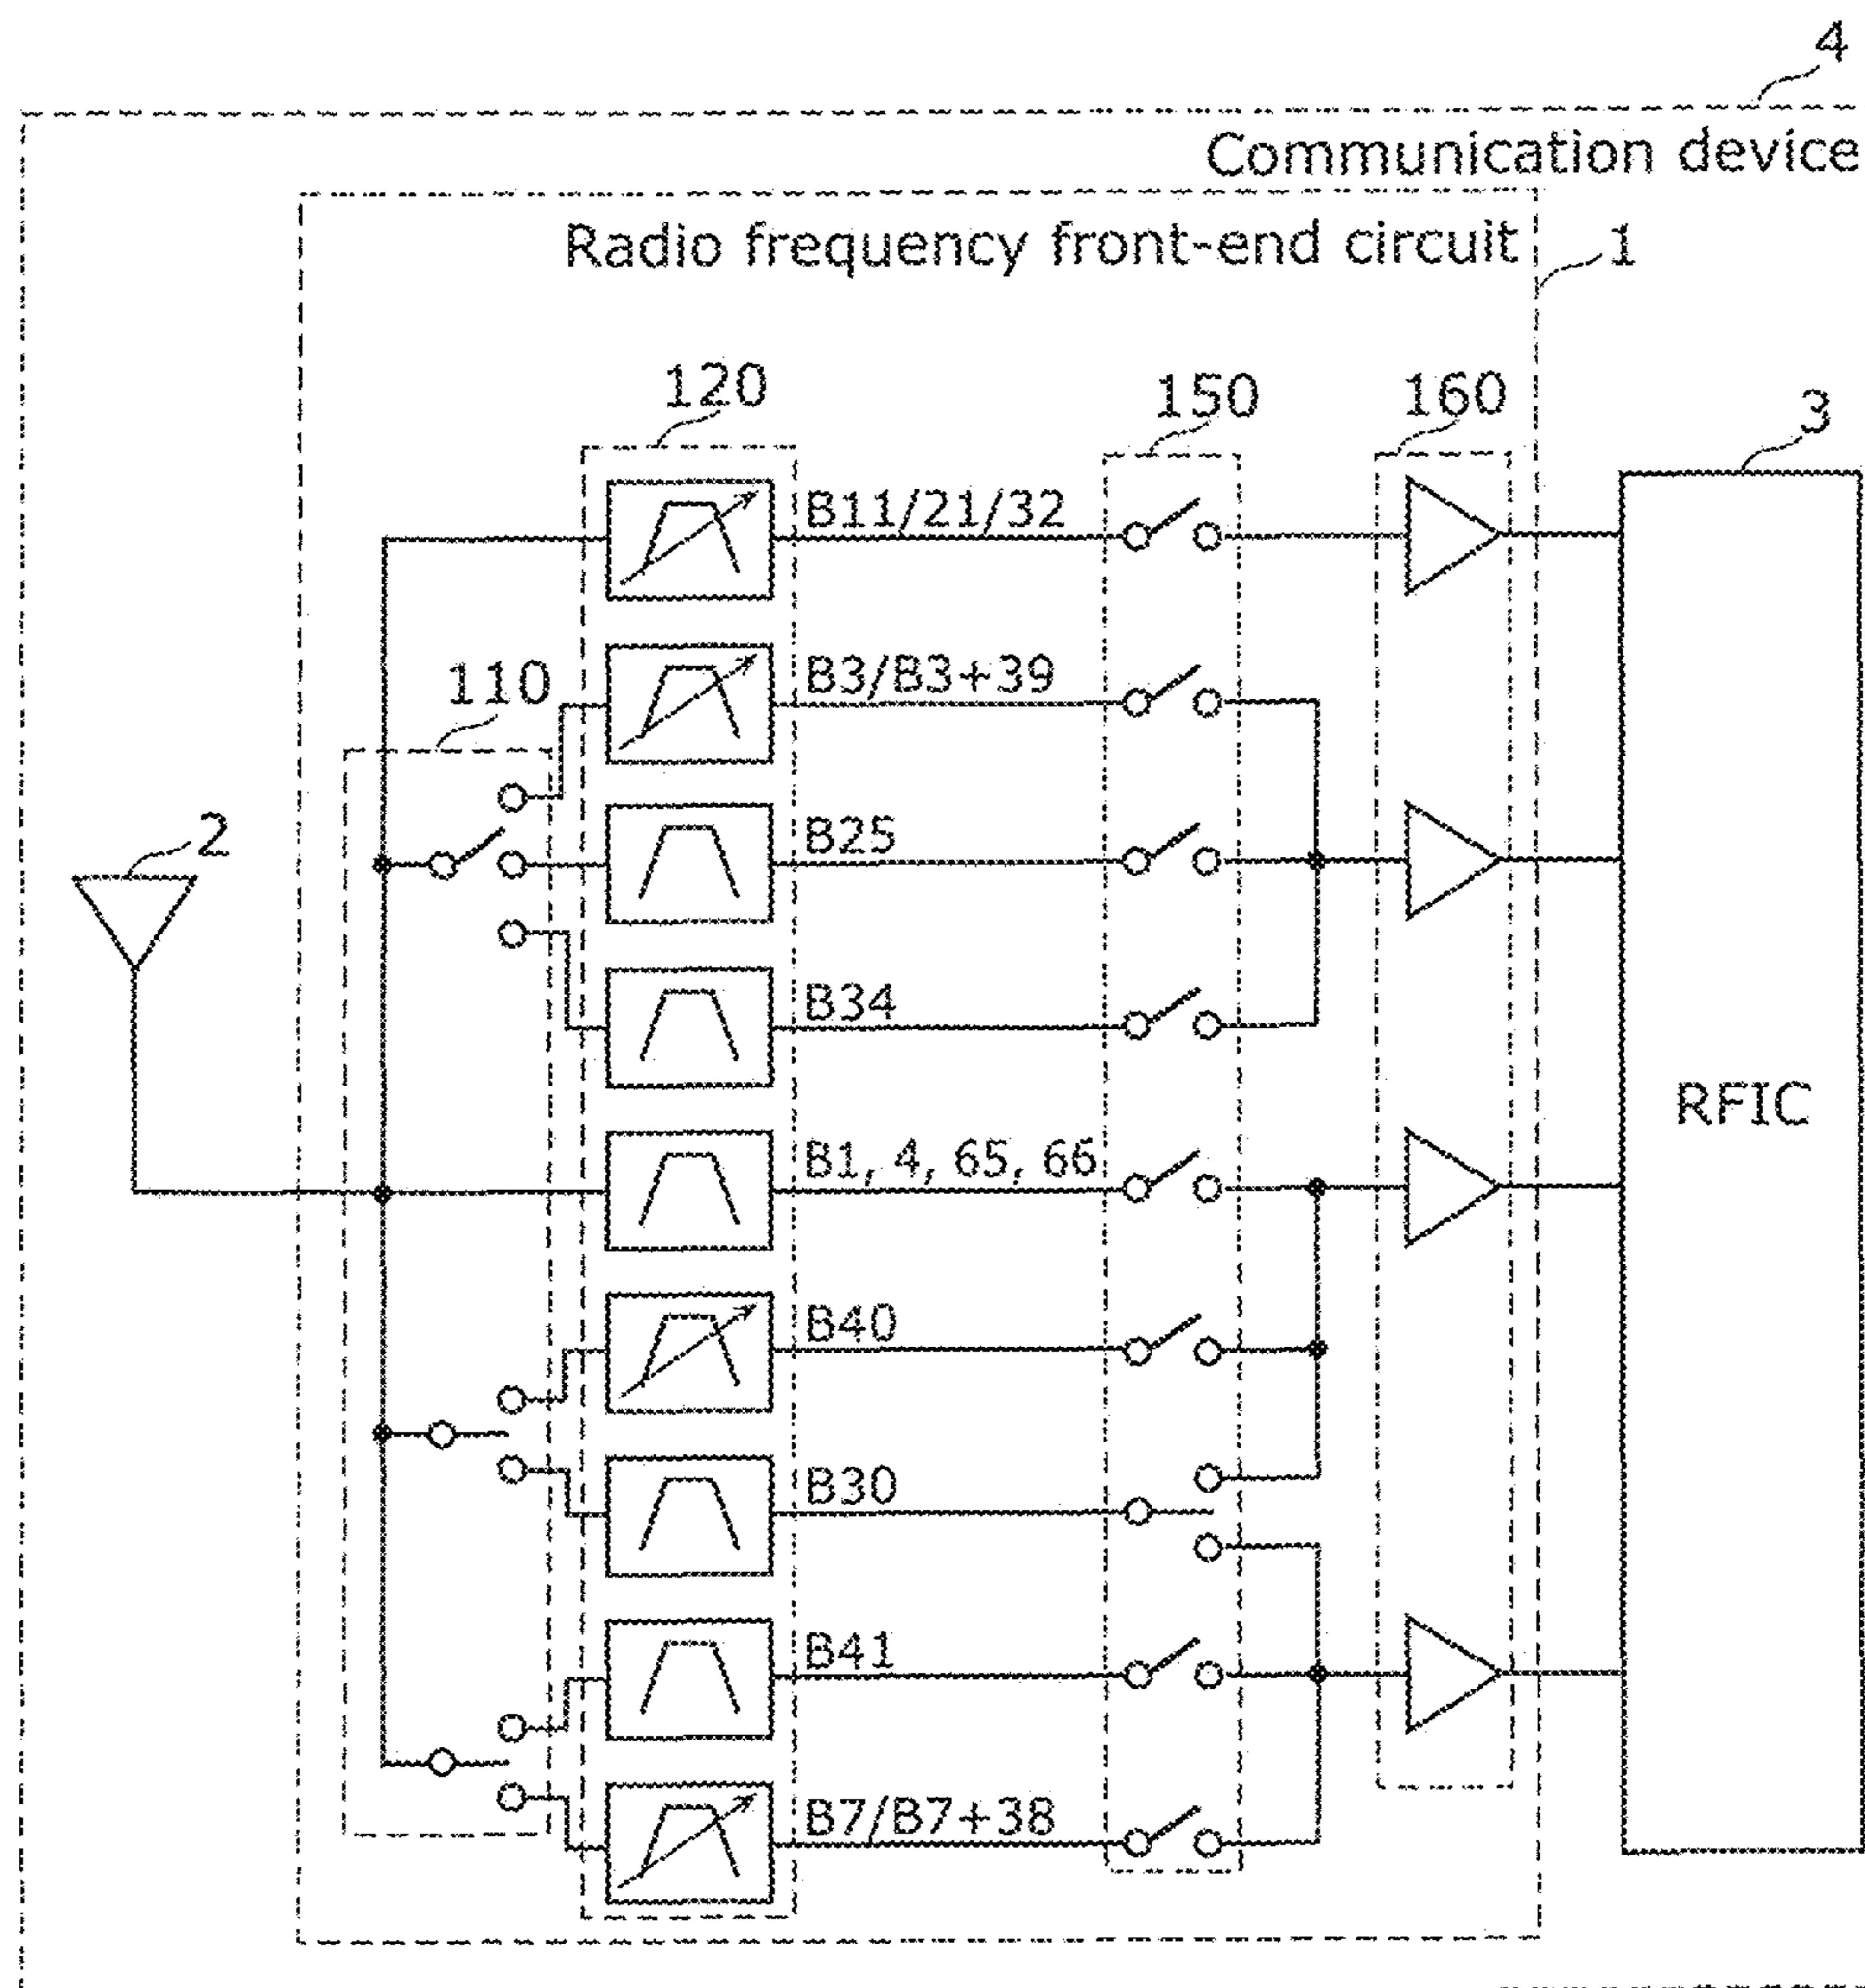 4
Communication device
Radio frequency front-end circuit
1
120
150
160
3
B11/21/32
B3/B3+39
110
2
B25
B34
RFIC
B1, 4, 65, 66
B40
B30
B41
B7/B7+38